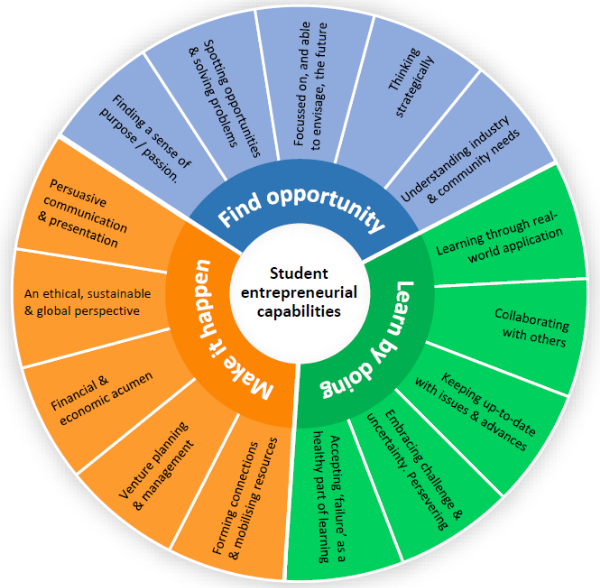 Student
entrepreneurial
capabilities
Find opportunity
Finding a sense of
purpose / passion.
Spotting opportunities
& solving problems
Focussed on, and able
to envisage, the future
Thinking
strategically
Understanding industry
& community needs
Learn by doing
Learning through real-
world application
Collaborating
with others
Keeping up-to-date
with issues & advances
Embracing challenge &
uncertainty. Persevering
Accepting ‘failure’ as a
healthy part of learning
Make it happen
Forming connections
& mobilising resources
Venture planning
& management
Financial &
economic acumen
An ethical, sustainable
& global perspective
Persuasive
communication
& presentation